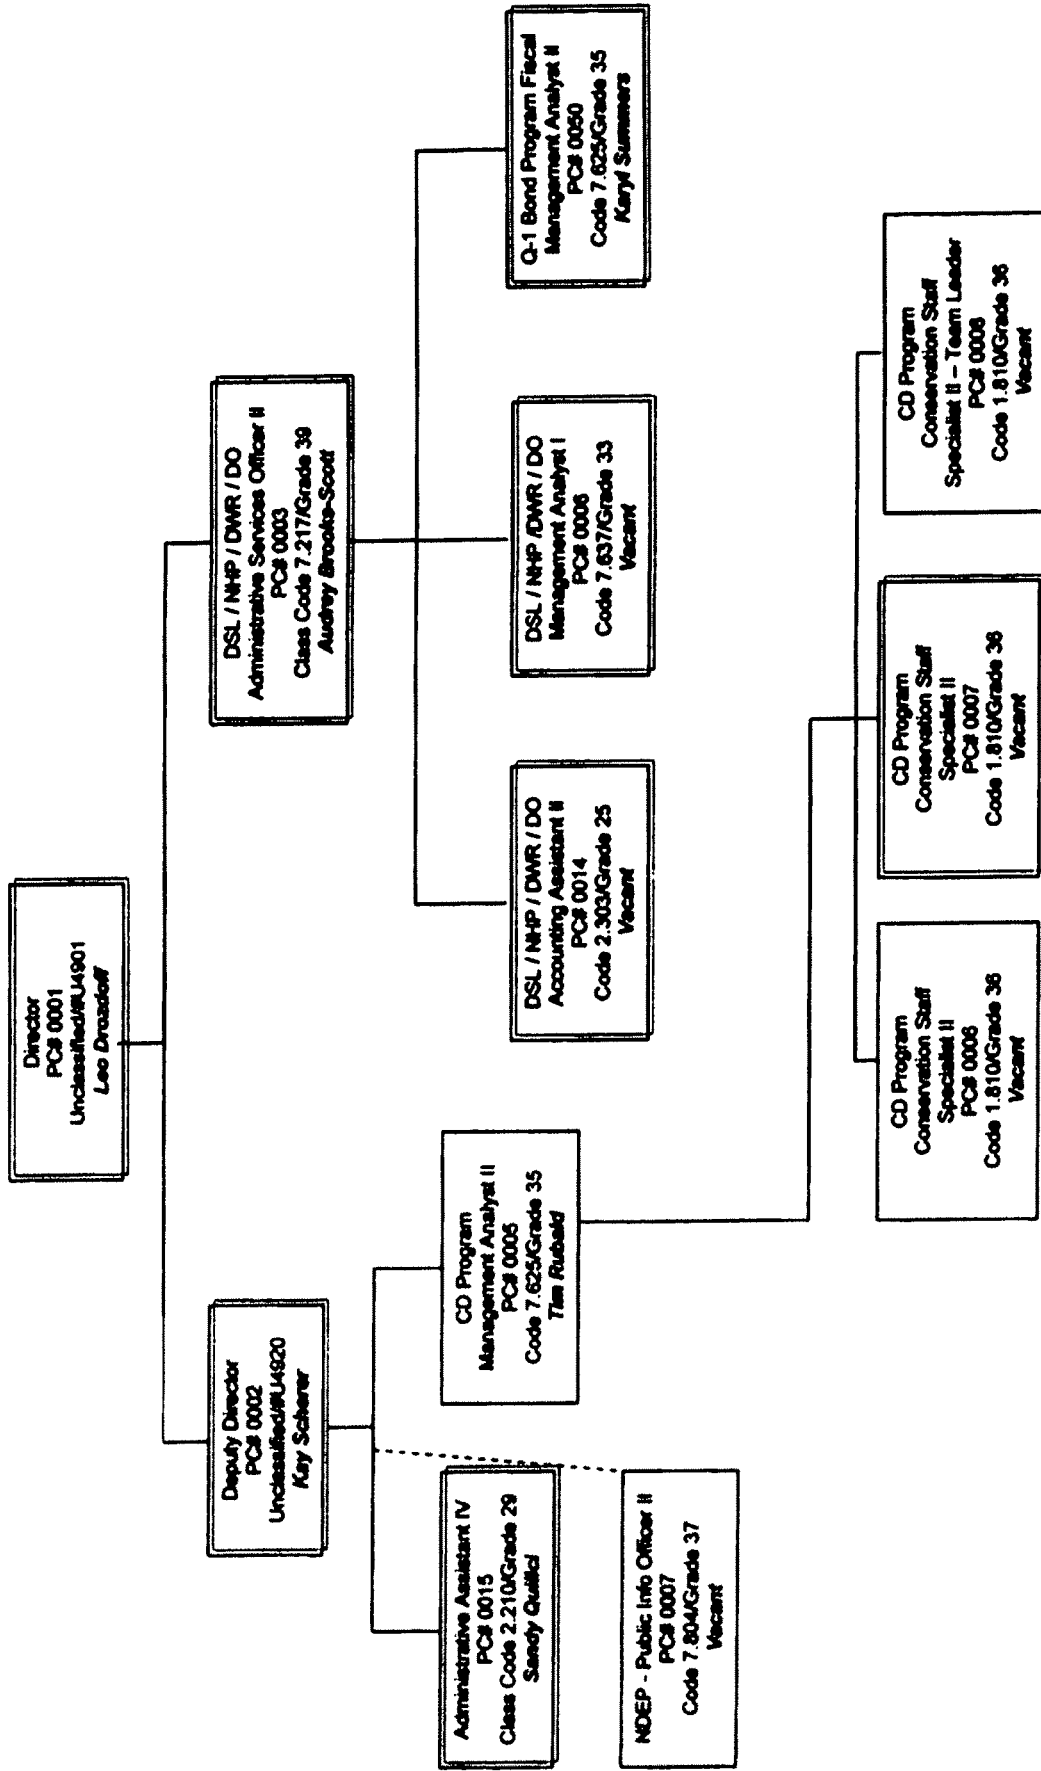 Director
PC# 0001
Unclassified/#U4901
Leo Drozdoff
Deputy Director
PC# 0002
Unclassified/#U4920
Kay Scherer
DSL / NHP / DWR / DO
Administrative Services Officer II
PC# 0003
Class Code 7.217/Grade 39
Audrey Brooks-Scott
Administrative Assistant IV
PC# 0015
Class Code 2.210/Grade 29
Sandy Quilici
CD Program
Management Analyst II
PC# 0005
Code 7.625/Grade 35
Tim Rubald
DSL / NHP / DWR / DO
Accounting Assistant II
PC# 0014
Code 2.303/Grade 25
Vacant
DSL / NHP /DWR / DO
Management Analyst I
PC# 0006
Code 7.637/Grade 33
Vacant
Q-1 Bond Program Fiscal
Management Analyst II
PC# 0050
Code 7.625/Grade 35
Karyl Summers
NDEP - Public Info Officer II
PC# 0007
Code 7.804/Grade 37
Vacant
CD Program
Conservation Staff
Specialist II
PC# 0006
Code 1.810/Grade 36
Vacant
CD Program
Conservation Staff
Specialist II
PC# 0007
Code 1.810/Grade 36
Vacant
CD Program
Conservation Staff
Specialist II – Team Leader
PC# 0008
Code 1.810/Grade 36
Vacant